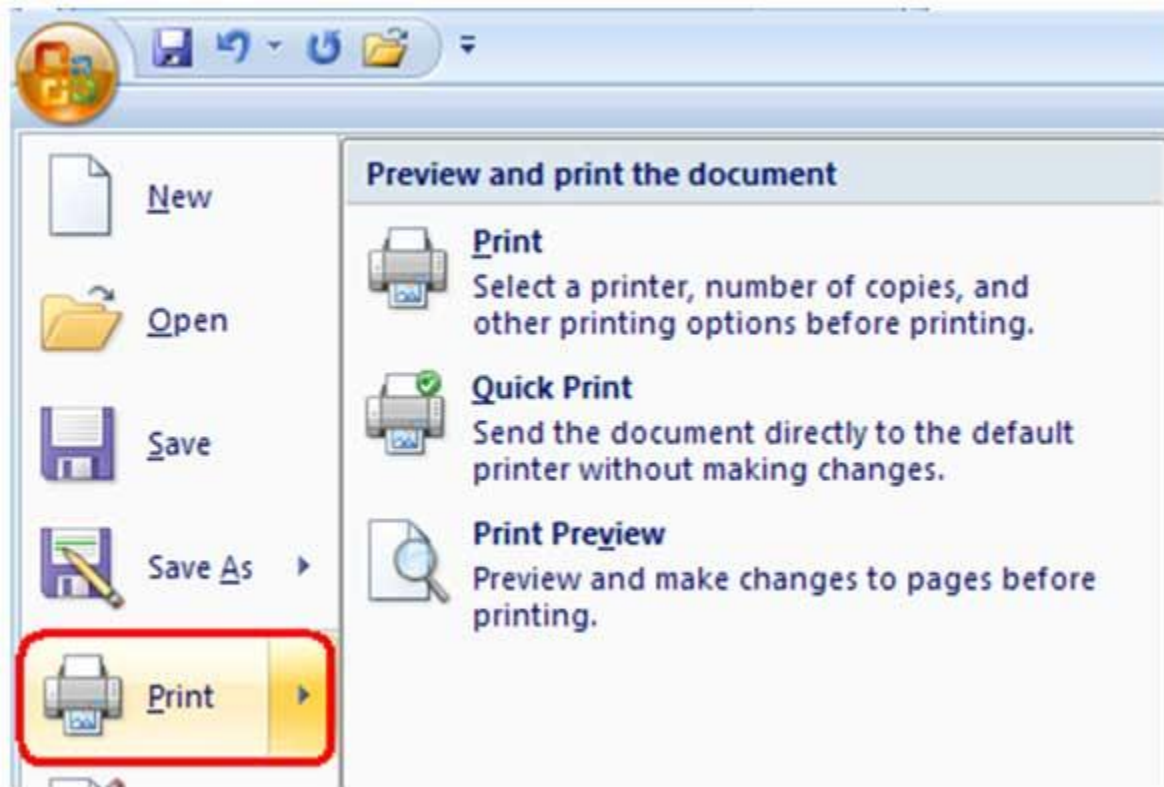 New
Open
Save
Save As
Print
Preview and print the document
Print
Select a printer, number of copies, and
other printing options before printing.
Quick Print
Send the document directly to the default
printer without making changes.
Print Preview
Preview and make changes to pages before
printing.